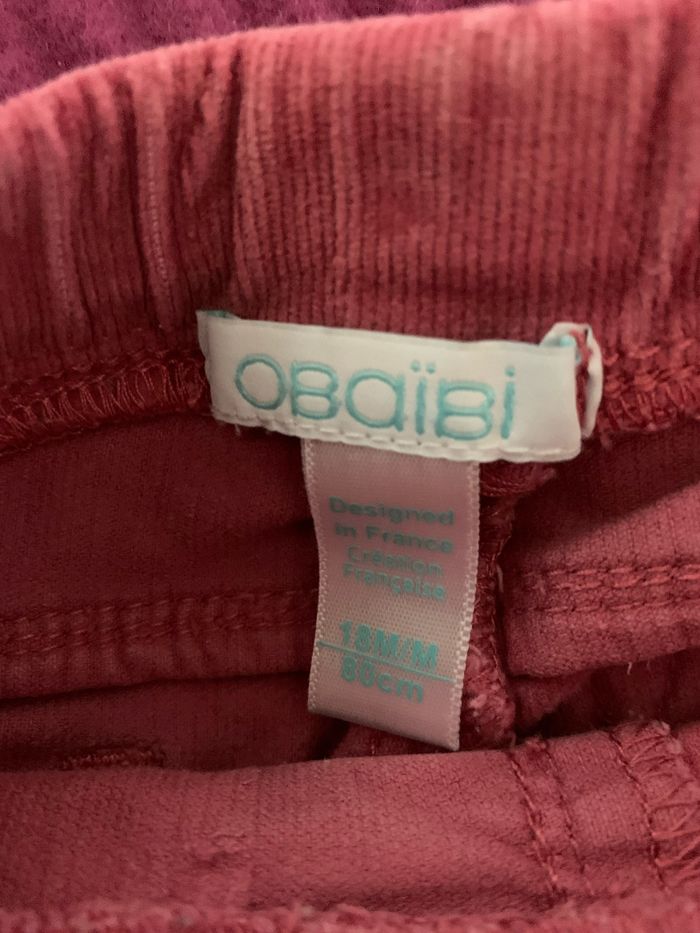 OBaïBi
Designed
in France
Création
Française
18M/M
80cm